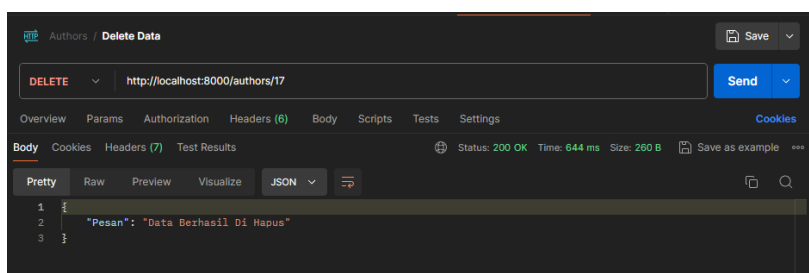 HTTP Authors / Delete Data Save
DELETE http://localhost:8000/authors/17 Send
Overview Params Authorization Headers (6) Body Scripts Tests Settings Cookies
Body Cookies Headers (7) Test Results Status: 200 OK Time: 644 ms Size: 260 B Save as example
Pretty Raw Preview Visualize JSON
1 {
2 "Pesan": "Data Berhasil Di Hapus"
3 }